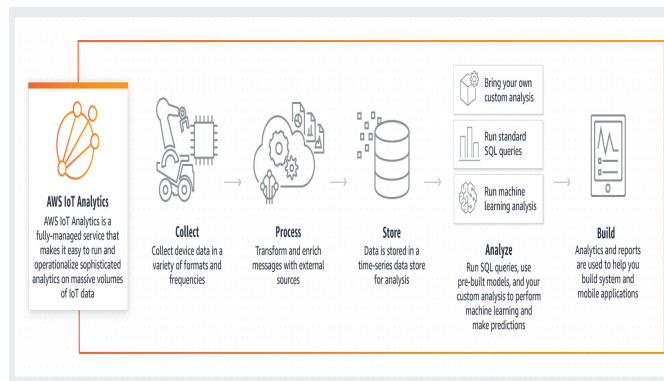 AWS IoT Analytics
AWS IoT Analytics is a
fully-managed service that
makes it easy to run and
operationalize sophisticated
analytics on massive volumes
of IoT data
Collect
Collect device data in a
variety of formats and
frequencies
Process
Transform and enrich
messages with external
sources
Store
Data is stored in a
time-series data store
for analysis
Bring your own
custom analysis
Run standard
SQL queries
Run machine
learning analysis
Analyze
Run SQL queries, use
pre-built models, and your
custom analysis to perform
machine learning and
make predictions
Build
Analytics and reports
are used to help you
build system and
mobile applications